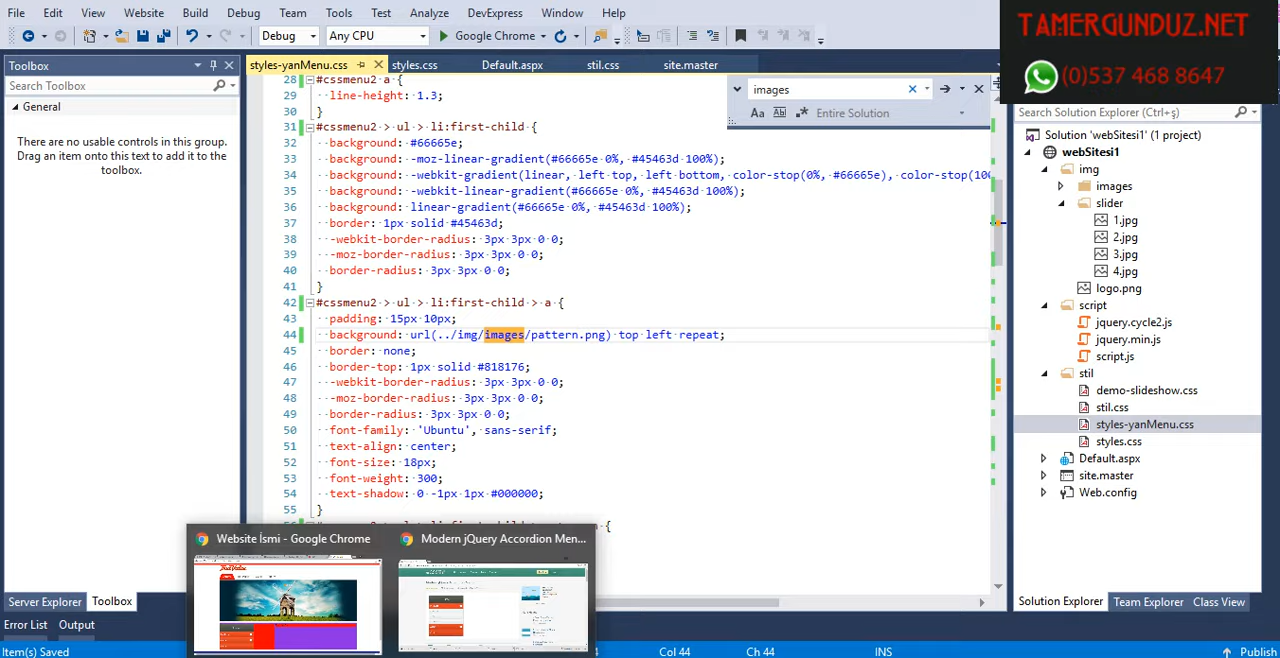 File Edit View Website Build Debug Team Tools Test Analyze DevExpress Window Help
TAMERGUNDUZ.NET
(0)537 468 8647
Debug Any CPU Google Chrome
Toolbox
Search Toolbox
General
There are no usable controls in this group.
Drag an item onto this text to add it to the
toolbox.
styles-yanMenu.css styles.css Default.aspx stil.css site.master
images
Aa Ab Entire Solution
28 #cssmenu2 a {
29 line-height: 1.3;
30 }
31 #cssmenu2 > ul > li:first-child {
32 background: #66665e;
33 background: -moz-linear-gradient(#66665e 0%, #45463d 100%);
34 background: -webkit-gradient(linear, left top, left bottom, color-stop(0%, #66665e), color-stop(100
35 background: -webkit-linear-gradient(#66665e 0%, #45463d 100%);
36 background: linear-gradient(#66665e 0%, #45463d 100%);
37 border: 1px solid #45463d;
38 -webkit-border-radius: 3px 3px 0 0;
39 -moz-border-radius: 3px 3px 0 0;
40 border-radius: 3px 3px 0 0;
41 }
42 #cssmenu2 > ul > li:first-child > a {
43 padding: 15px 10px;
44 background: url(../img/images/pattern.png) top left repeat;
45 border: none;
46 border-top: 1px solid #818176;
47 -webkit-border-radius: 3px 3px 0 0;
48 -moz-border-radius: 3px 3px 0 0;
49 border-radius: 3px 3px 0 0;
50 font-family: 'Ubuntu', sans-serif;
51 text-align: center;
52 font-size: 18px;
53 font-weight: 300;
54 text-shadow: 0 -1px 1px #000000;
55 }
Search Solution Explorer (Ctrl+ş)
Solution 'webSitesi1' (1 project)
webSitesi1
img
images
slider
1.jpg
2.jpg
3.jpg
4.jpg
logo.png
script
jquery.cycle2.js
jquery.min.js
script.js
stil
demo-slideshow.css
stil.css
styles-yanMenu.css
styles.css
Default.aspx
site.master
Web.config
Website İsmi - Google Chrome
Modern jQuery Accordion Men...
Server Explorer Toolbox
Solution Explorer Team Explorer Class View
Error List Output
Item(s) Saved
Col 44 Ch 44 INS Publish